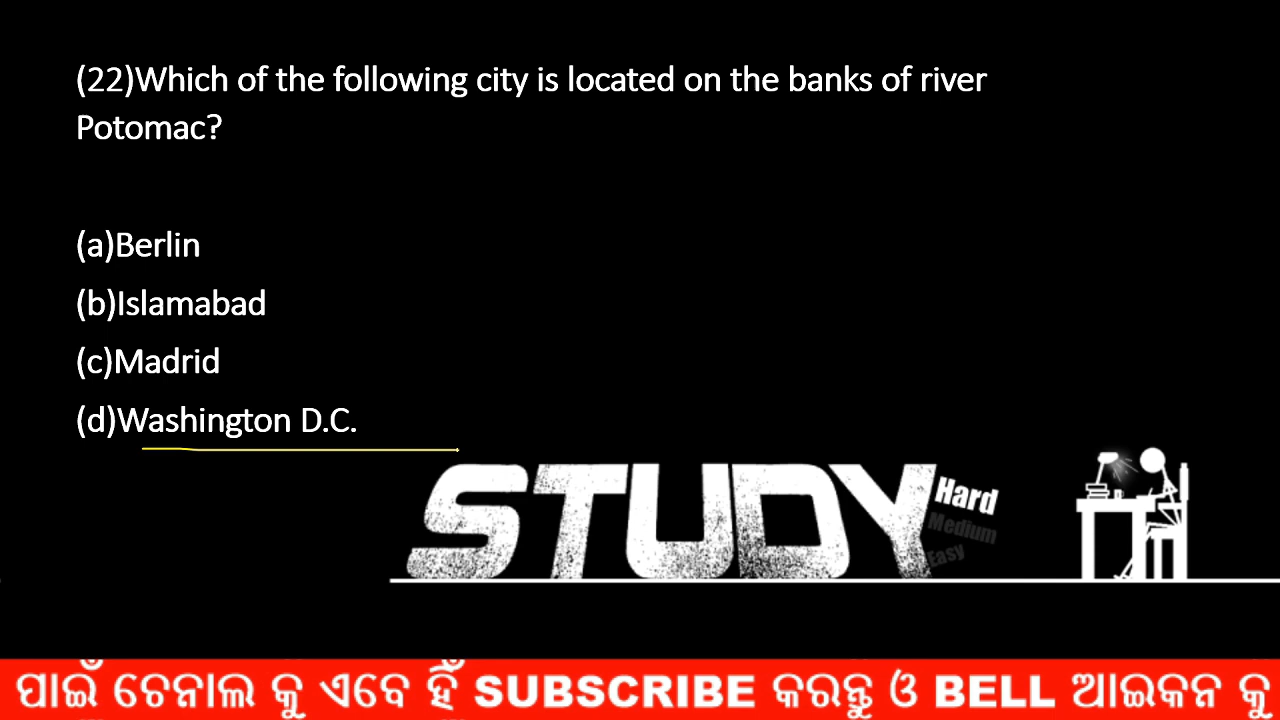 (22)Which of the following city is located on the banks of river
Potomac?
(a)Berlin
(b)Islamabad
(c)Madrid
(d)Washington D.C.
STUDY
Hard
Medium
Easy
ପାଇଁ ଚେନାଲ କୁ ଏବେ ହିଁ SUBSCRIBE କରନ୍ତୁ ଓ BELL ଆଇକନ କୁ